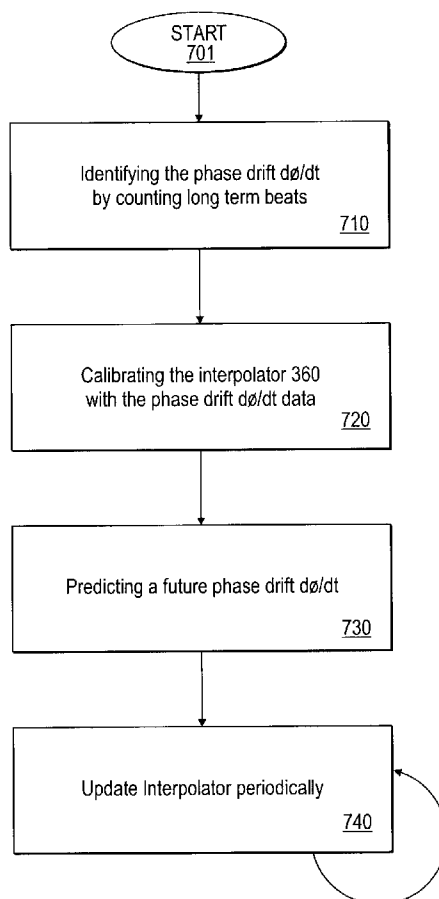 START
701
Identifying the phase drift dø/dt
by counting long term beats
710
Calibrating the interpolator 360
with the phase drift dø/dt data
720
Predicting a future phase drift dø/dt
730
Update Interpolator periodically
740